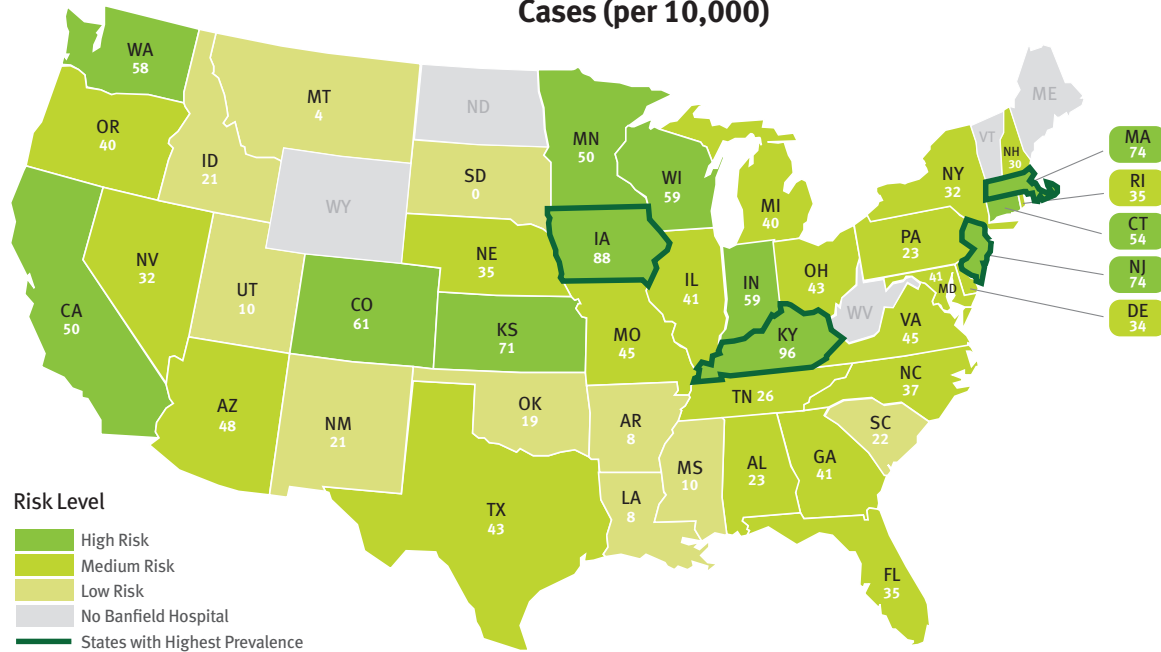 Cases (per 10,000)
WA
58
OR
40
CA
50
ID
21
NV
32
MT
4
WY
UT
10
AZ
48
CO
61
NM
21
ND
SD
0
NE
35
KS
71
OK
19
TX
43
MN
50
IA
88
MO
45
AR
8
LA
8
WI
59
IL
41
MS
10
MI
40
IN
59
KY
96
TN 26
AL
23
OH
43
WV
GA
41
FL
35
SC
22
NC
37
VA
45
PA
23
41
MD
NY
32
VT
NH
30
ME
MA
74
RI
35
CT
54
NJ
74
DE
34
Risk Level
High Risk
Medium Risk
Low Risk
No Banfield Hospital
States with Highest Prevalence